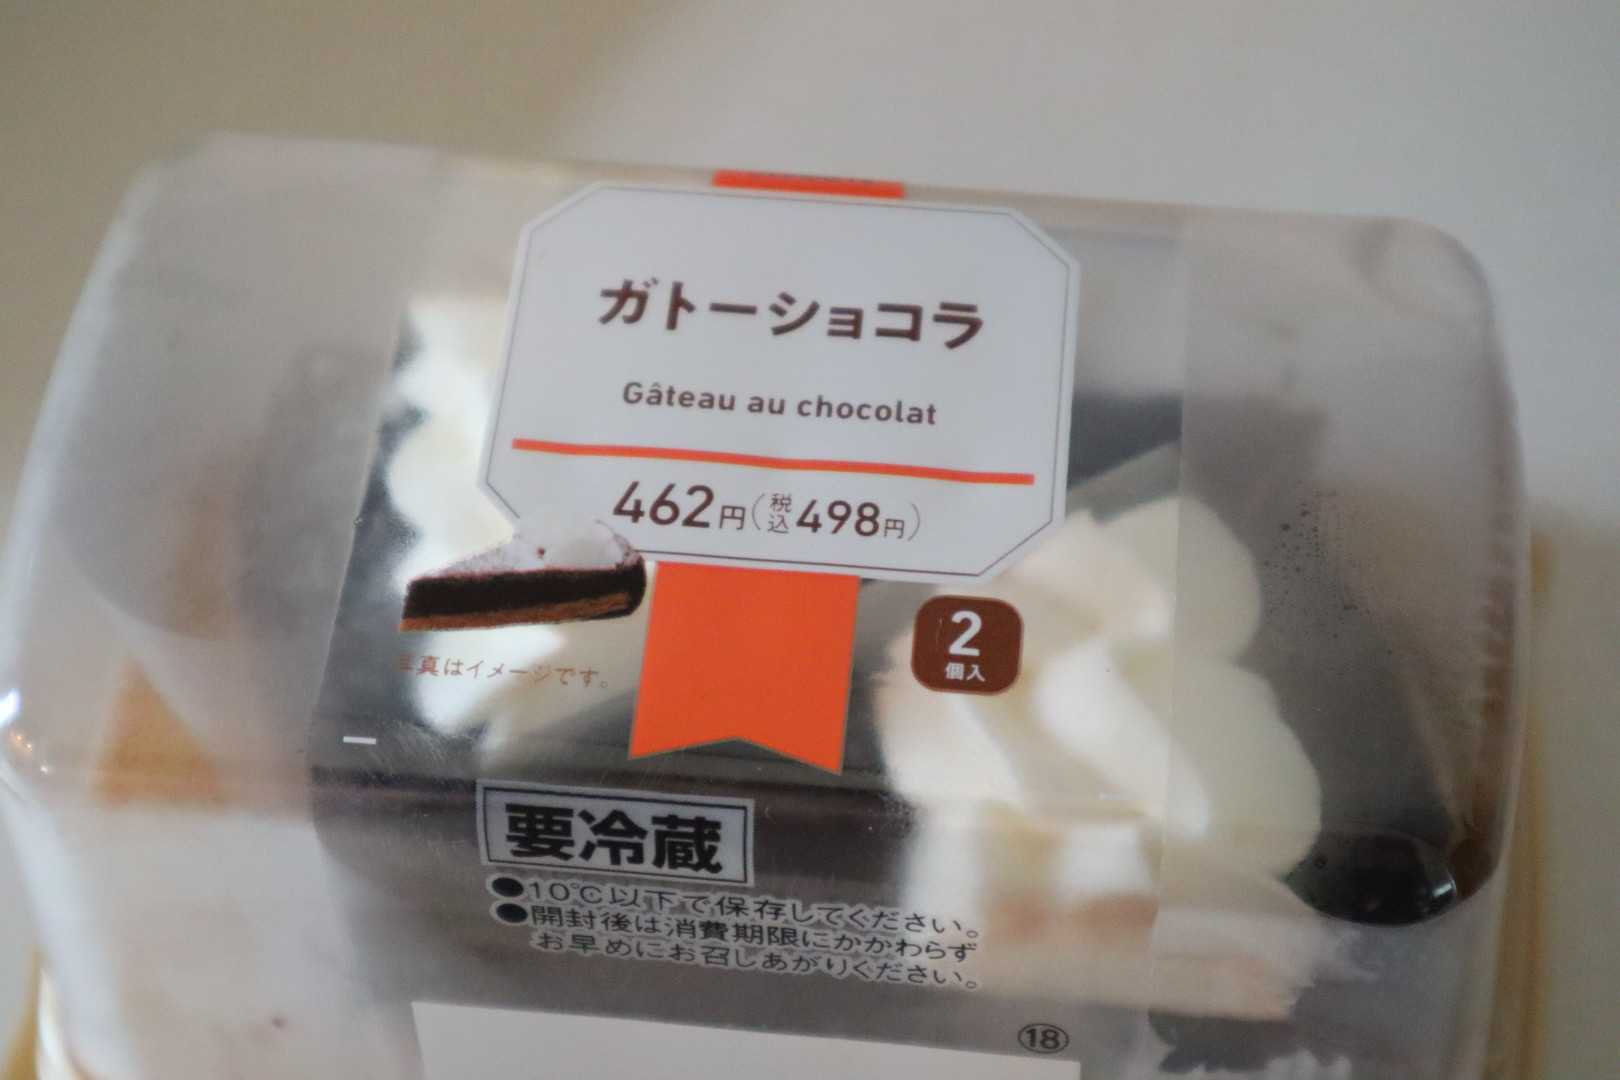 ガトーショコラ
Gâteau au chocolat
462円(税込498円)
2
個入
写真はイメージです。
要冷蔵
●10℃以下で保存してください。
●開封後は消費期限にかかわらず
お早めにお召しあがりください。
⑱